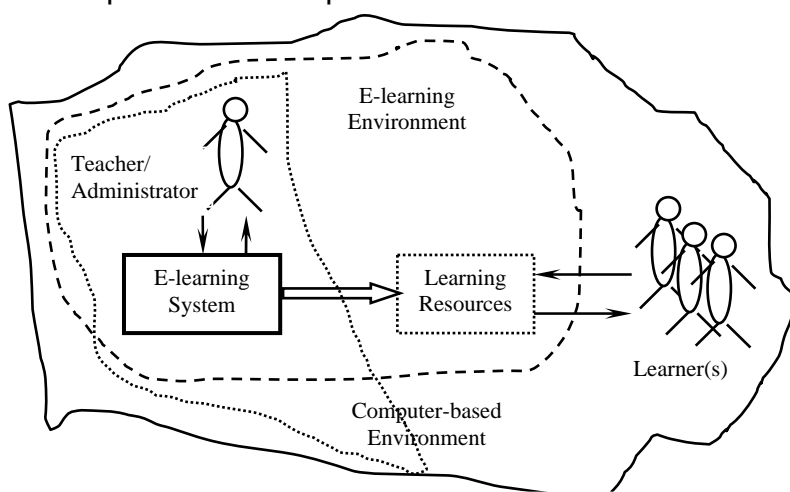 E-learning
Environment
Teacher/
Administrator
E-learning
System
Learning
Resources
Learner(s)
Computer-based
Environment